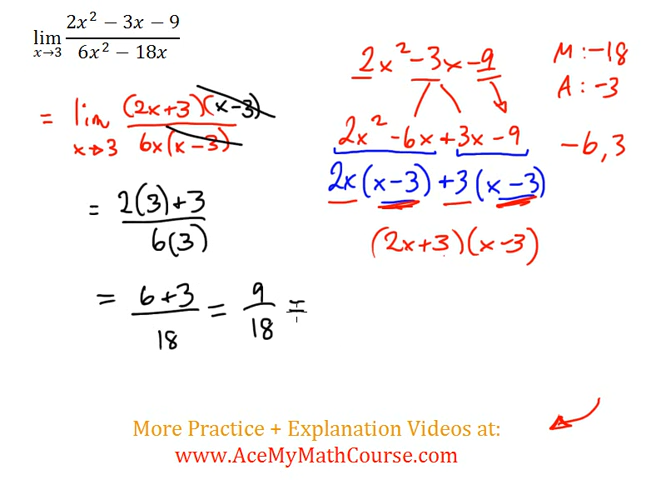 lim x→3 (2x² − 3x − 9)/(6x² − 18x)
= lim x→3 (2x+3)(x−3)/6x(x−3)
= 2(3)+3/6(3)
= 6+3/18 = 9/18 =
2x² −3x −9
2x² −6x +3x −9
2x(x−3) +3(x−3)
(2x+3)(x−3)
M: −18
A: −3
−6, 3
More Practice + Explanation Videos at:
www.AceMyMathCourse.com